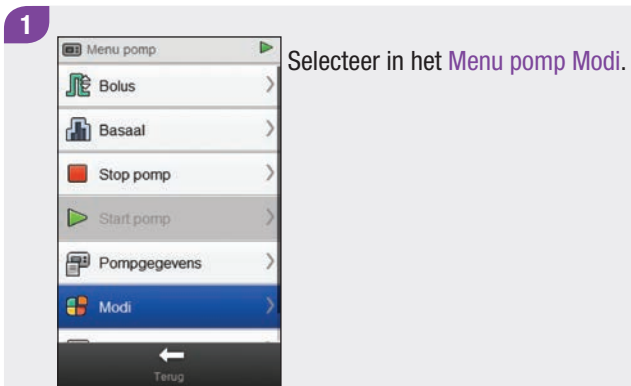 1
Menu pomp
Selecteer in het Menu pomp Modi.
Bolus
Basaal
Stop pomp
Start pomp
Pompgegevens
Modi
Terug